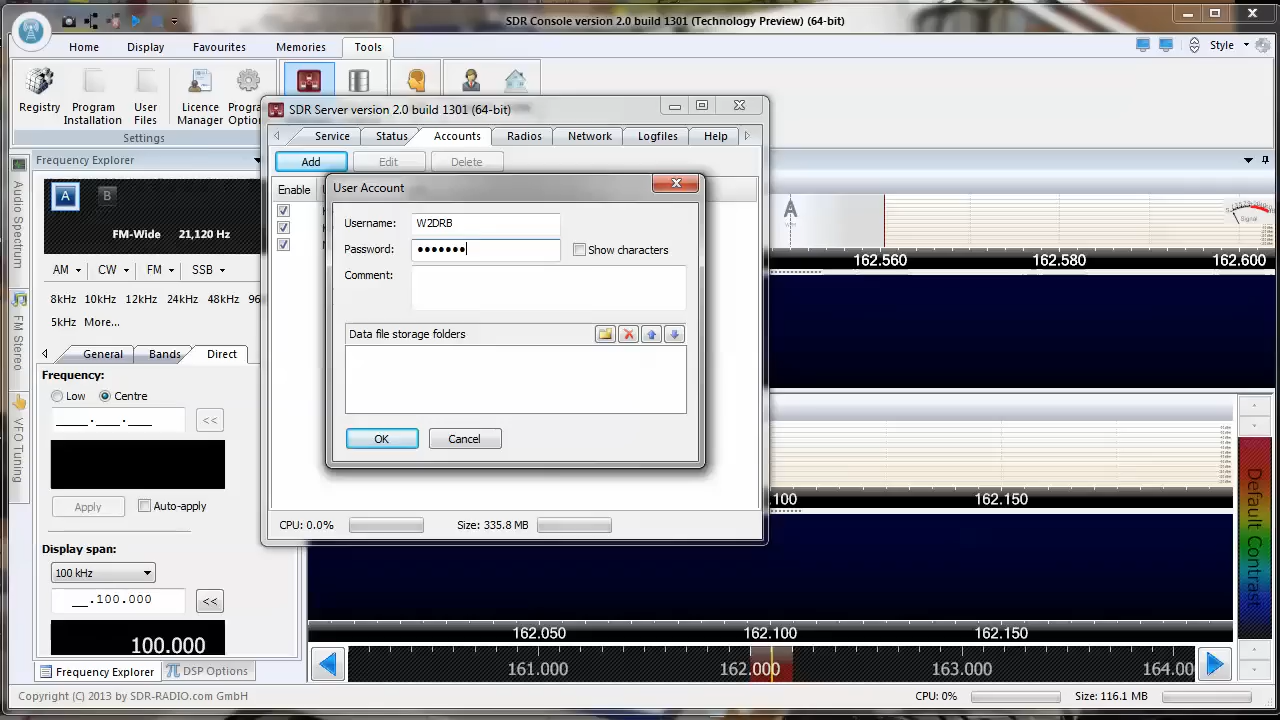 SDR Console version 2.0 build 1301 (Technology Preview) (64-bit)
Home Display Favourites Memories Tools Style
Registry Program Installation User Files Licence Manager
Settings
SDR Server version 2.0 build 1301 (64-bit)
Service Status Accounts Radios Network Logfiles Help
Add Edit Delete
Enable
User Account
Username: W2DRB
Password: ●●●●●●● Show characters
Comment:
Data file storage folders
OK Cancel
CPU: 0.0% Size: 335.8 MB
Audio Spectrum
FM Stereo
VFO Tuning
Frequency Explorer
A B
FM-Wide 21,120 Hz
AM CW FM SSB
8kHz 10kHz 12kHz 24kHz 48kHz
5kHz More...
General Bands Direct
Frequency:
Low Centre
<<
Apply Auto-apply
Display span:
100 kHz
__.100.000 <<
100.000
Frequency Explorer DSP Options
Signal
162.560 162.580 162.600
162.150
Default Contrast
162.050 162.100 162.150
161.000 162.000 163.000 164.00
Copyright (C) 2013 by SDR-RADIO.com GmbH CPU: 0% Size: 116.1 MB